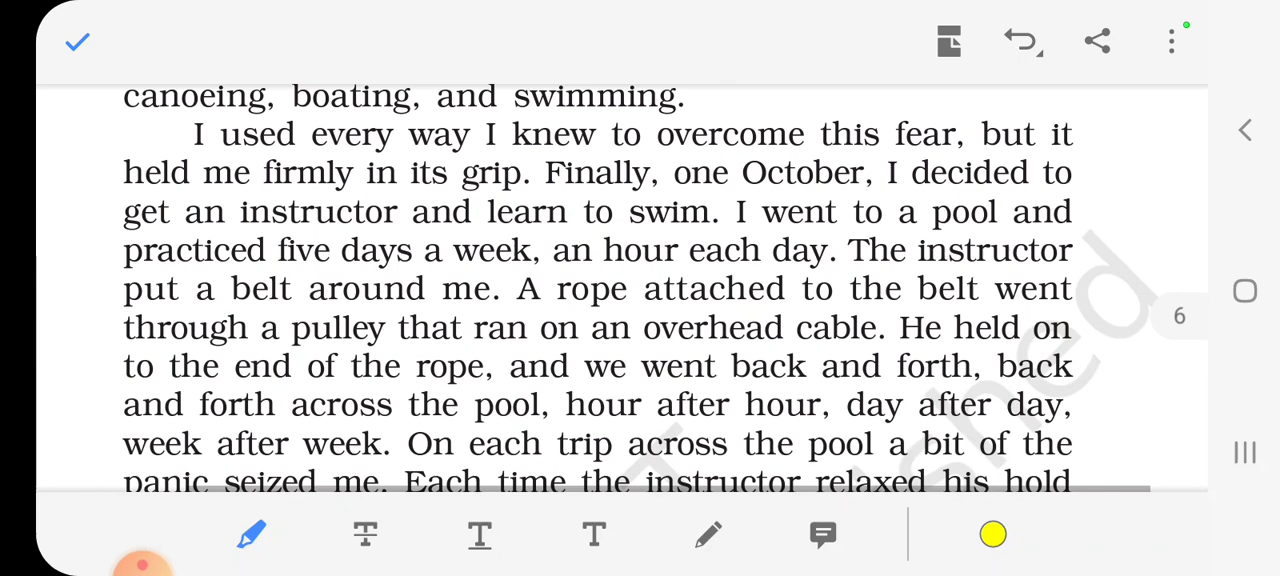 canoeing, boating, and swimming.
I used every way I knew to overcome this fear, but it
held me firmly in its grip. Finally, one October, I decided to
get an instructor and learn to swim. I went to a pool and
practiced five days a week, an hour each day. The instructor
put a belt around me. A rope attached to the belt went
through a pulley that ran on an overhead cable. He held on
6
to the end of the rope, and we went back and forth, back
and forth across the pool, hour after hour, day after day,
week after week. On each trip across the pool a bit of the
panic seized me. Each time the instructor relaxed his hold